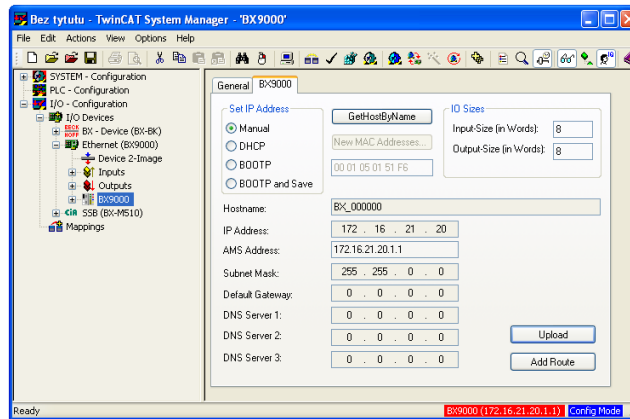 Bez tytułu - TwinCAT System Manager - 'BX9000'
File Edit Actions View Options Help
SYSTEM - Configuration
PLC - Configuration
I/O - Configuration
I/O Devices
BX - Device (BX-BK)
Ethernet (BX9000)
Device 2-Image
Inputs
Outputs
BX9000
SSB (BX-M510)
Mappings
General BX9000
Set IP Address
Manual
DHCP
BOOTP
BOOTP and Save
GetHostByName
New MAC Addresses...
00 01 05 01 51 F6
IO Sizes
Input-Size (in Words): 8
Output-Size (in Words): 8
Hostname: BX_000000
IP Address: 172 . 16 . 21 . 20
AMS Address: 172.16.21.20.1.1
Subnet Mask: 255 . 255 . 0 . 0
Default Gateway: 0 . 0 . 0 . 0
DNS Server 1: 0 . 0 . 0 . 0
DNS Server 2: 0 . 0 . 0 . 0
DNS Server 3: 0 . 0 . 0 . 0
Upload
Add Route
Ready BX9000 (172.16.21.20.1.1) Config Mode